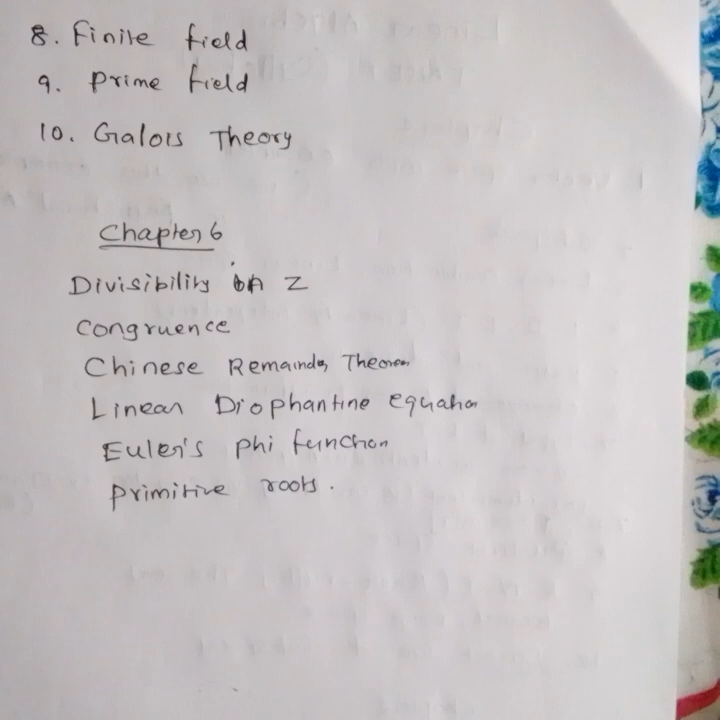 8. Finite field
9. Prime field
10. Galois Theory
Chapter 6
Divisibility in Z
Congruence
Chinese Remainder Theorem
Linear Diophantine equation
Euler's phi function
primitive roots.